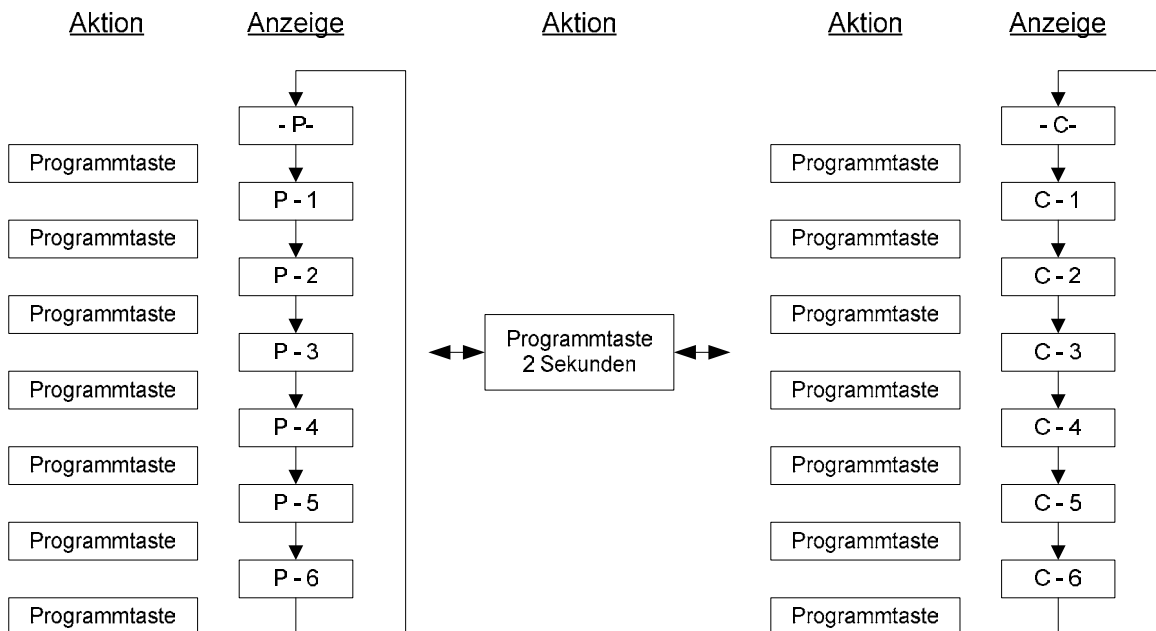 Aktion Anzeige Aktion Aktion Anzeige
- P- - C-
Programmtaste Programmtaste
P - 1 C - 1
Programmtaste Programmtaste
P - 2 C - 2
Programmtaste Programmtaste
P - 3 Programmtaste C - 3
2 Sekunden
Programmtaste Programmtaste
P - 4 C - 4
Programmtaste Programmtaste
P - 5 C - 5
Programmtaste Programmtaste
P - 6 C - 6
Programmtaste Programmtaste